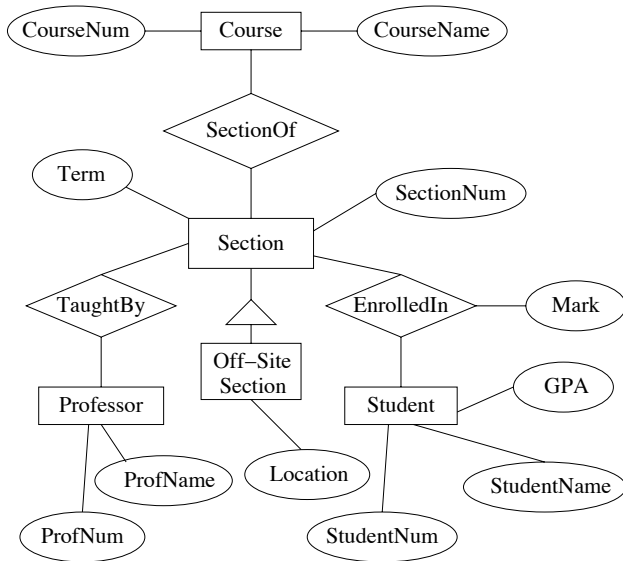 CourseNum
Course
CourseName
SectionOf
Term
SectionNum
Section
TaughtBy
EnrolledIn
Mark
Off-Site
Section
Professor
Student
GPA
ProfName
Location
StudentName
ProfNum
StudentNum